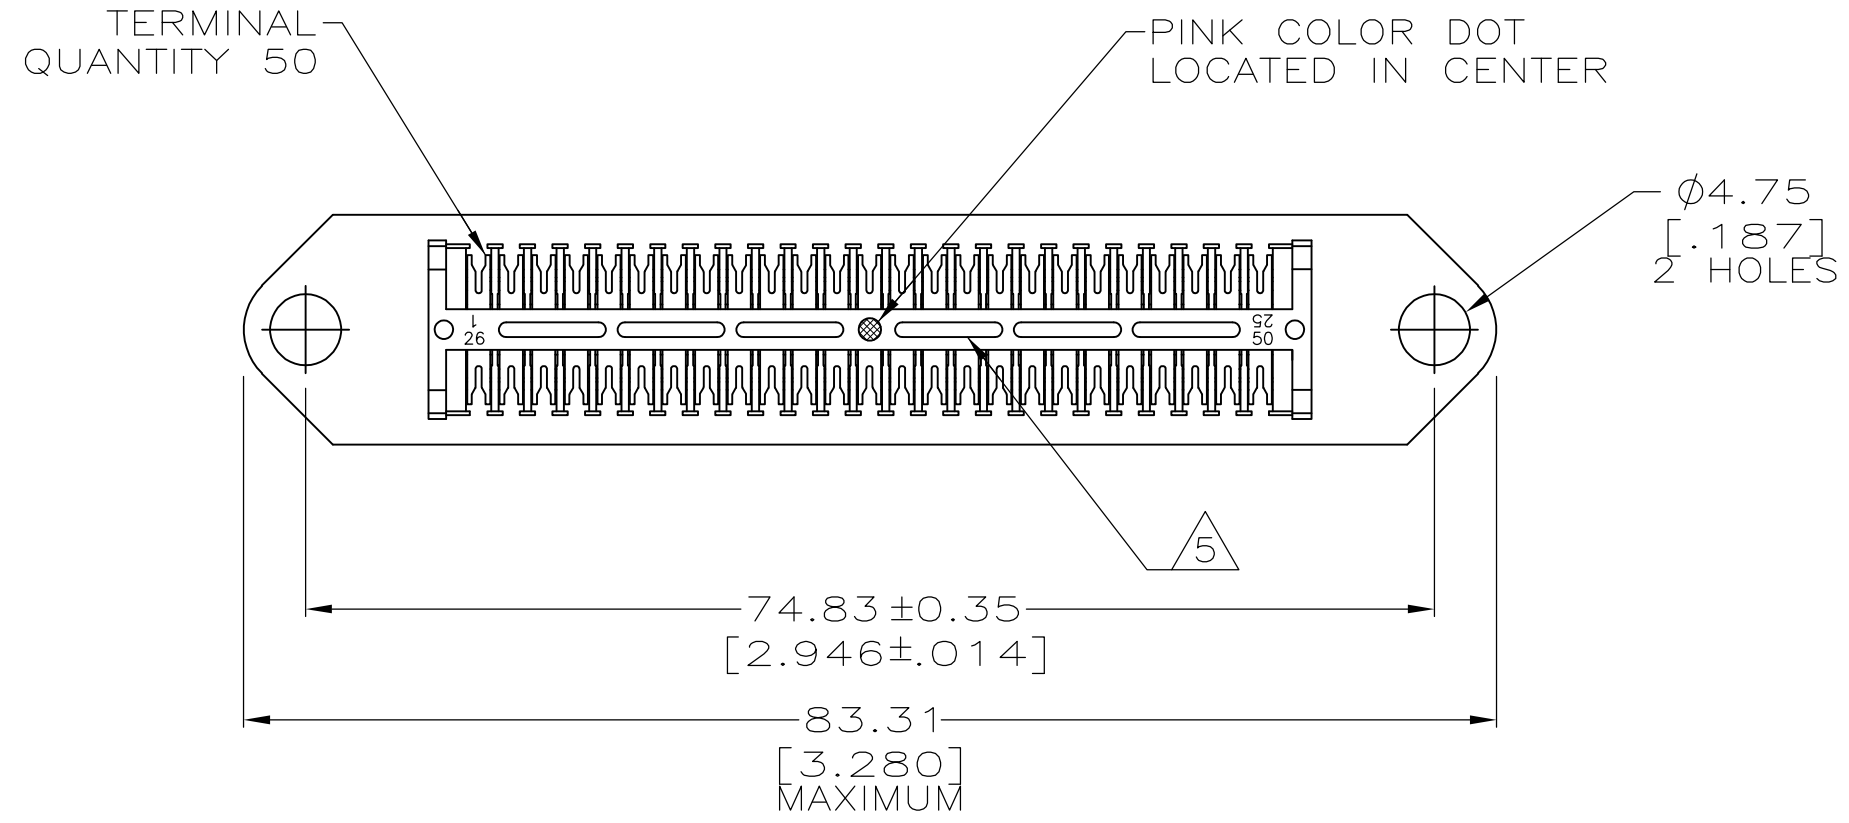 TERMINAL
QUANTITY 50
PINK COLOR DOT
LOCATED IN CENTER
Ø4.75
[.187]
2 HOLES
1
26
25
50
5
74.83±0.35
[2.946±.014]
83.31
[3.280]
MAXIMUM